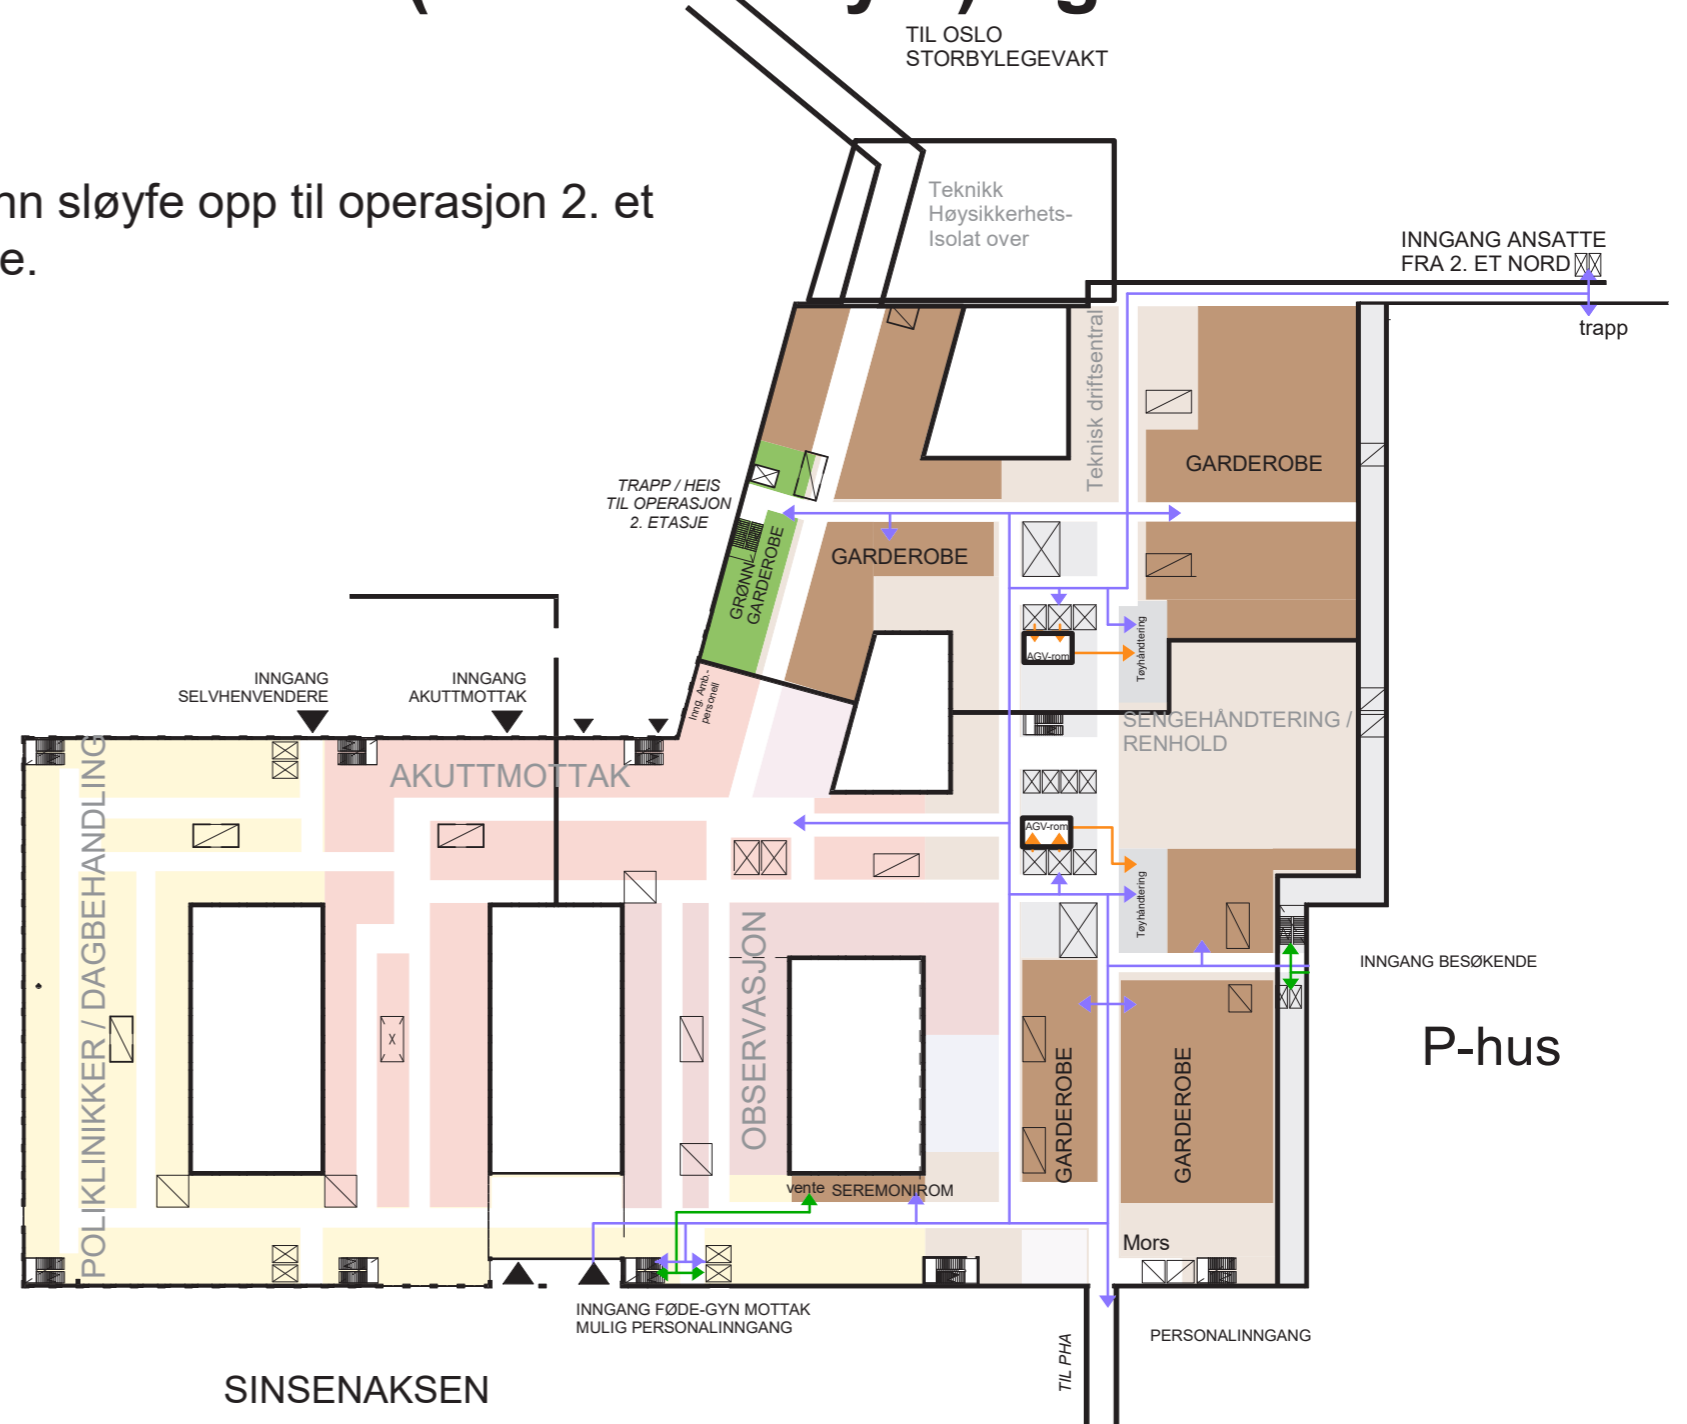 TIL OSLO
STORBYLEGEVAKT
nn sløyfe opp til operasjon 2. et
e.
Teknikk
Høysikkerhets-
Isolat over
INNGANG ANSATTE
FRA 2. ET NORD
trapp
Teknisk driftsentral
GARDEROBE
TRAPP / HEIS
TIL OPERASJON
2. ETASJE
GRØNN
GARDEROBE
GARDEROBE
AGV-rom
Tøyhåndtering
INNGANG
SELVHENVENDERE
INNGANG
AKUTTMOTTAK
Inng. Amb.-
personell
SENGEHÅNDTERING /
RENHOLD
AKUTTMOTTAK
POLIKLINIKKER / DAGBEHANDLING
AGV-rom
Tøyhåndtering
OBSERVASJON
INNGANG BESØKENDE
X
P-hus
GARDEROBE
GARDEROBE
vente
SEREMONIROM
Mors
INNGANG FØDE-GYN MOTTAK
MULIG PERSONALINNGANG
TIL PHA
PERSONALINNGANG
SINSENAKSEN